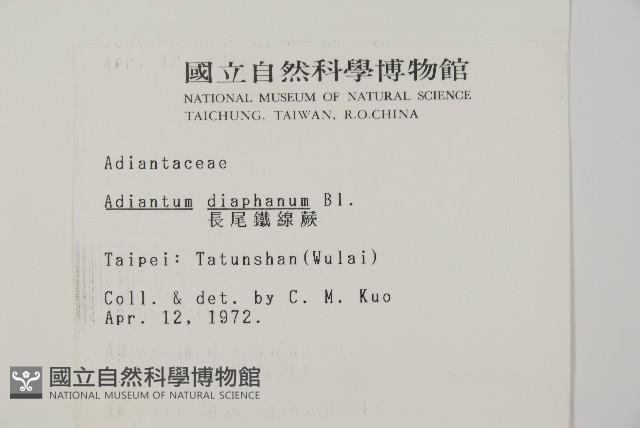 國立自然科學博物館
NATIONAL MUSEUM OF NATURAL SCIENCE
TAICHUNG, TAIWAN, R.O.CHINA
Adiantaceae
Adiantum diaphanum Bl.
長尾鐵線蕨
Taipei: Tatunshan(Wulai)
Coll. & det. by C. M. Kuo
Apr. 12, 1972.
國立自然科學博物館
NATIONAL MUSEUM OF NATURAL SCIENCE